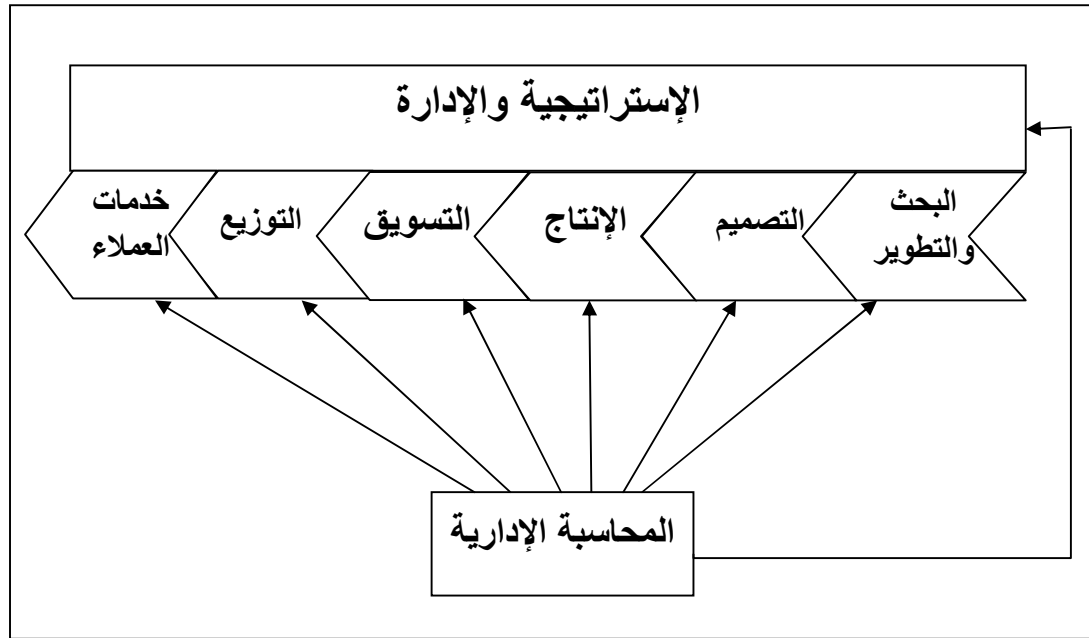 الإستراتيجية والإدارة
البحث
والتطوير
التصميم
الإنتاج
التسويق
التوزيع
خدمات
العملاء
المحاسبة الإدارية